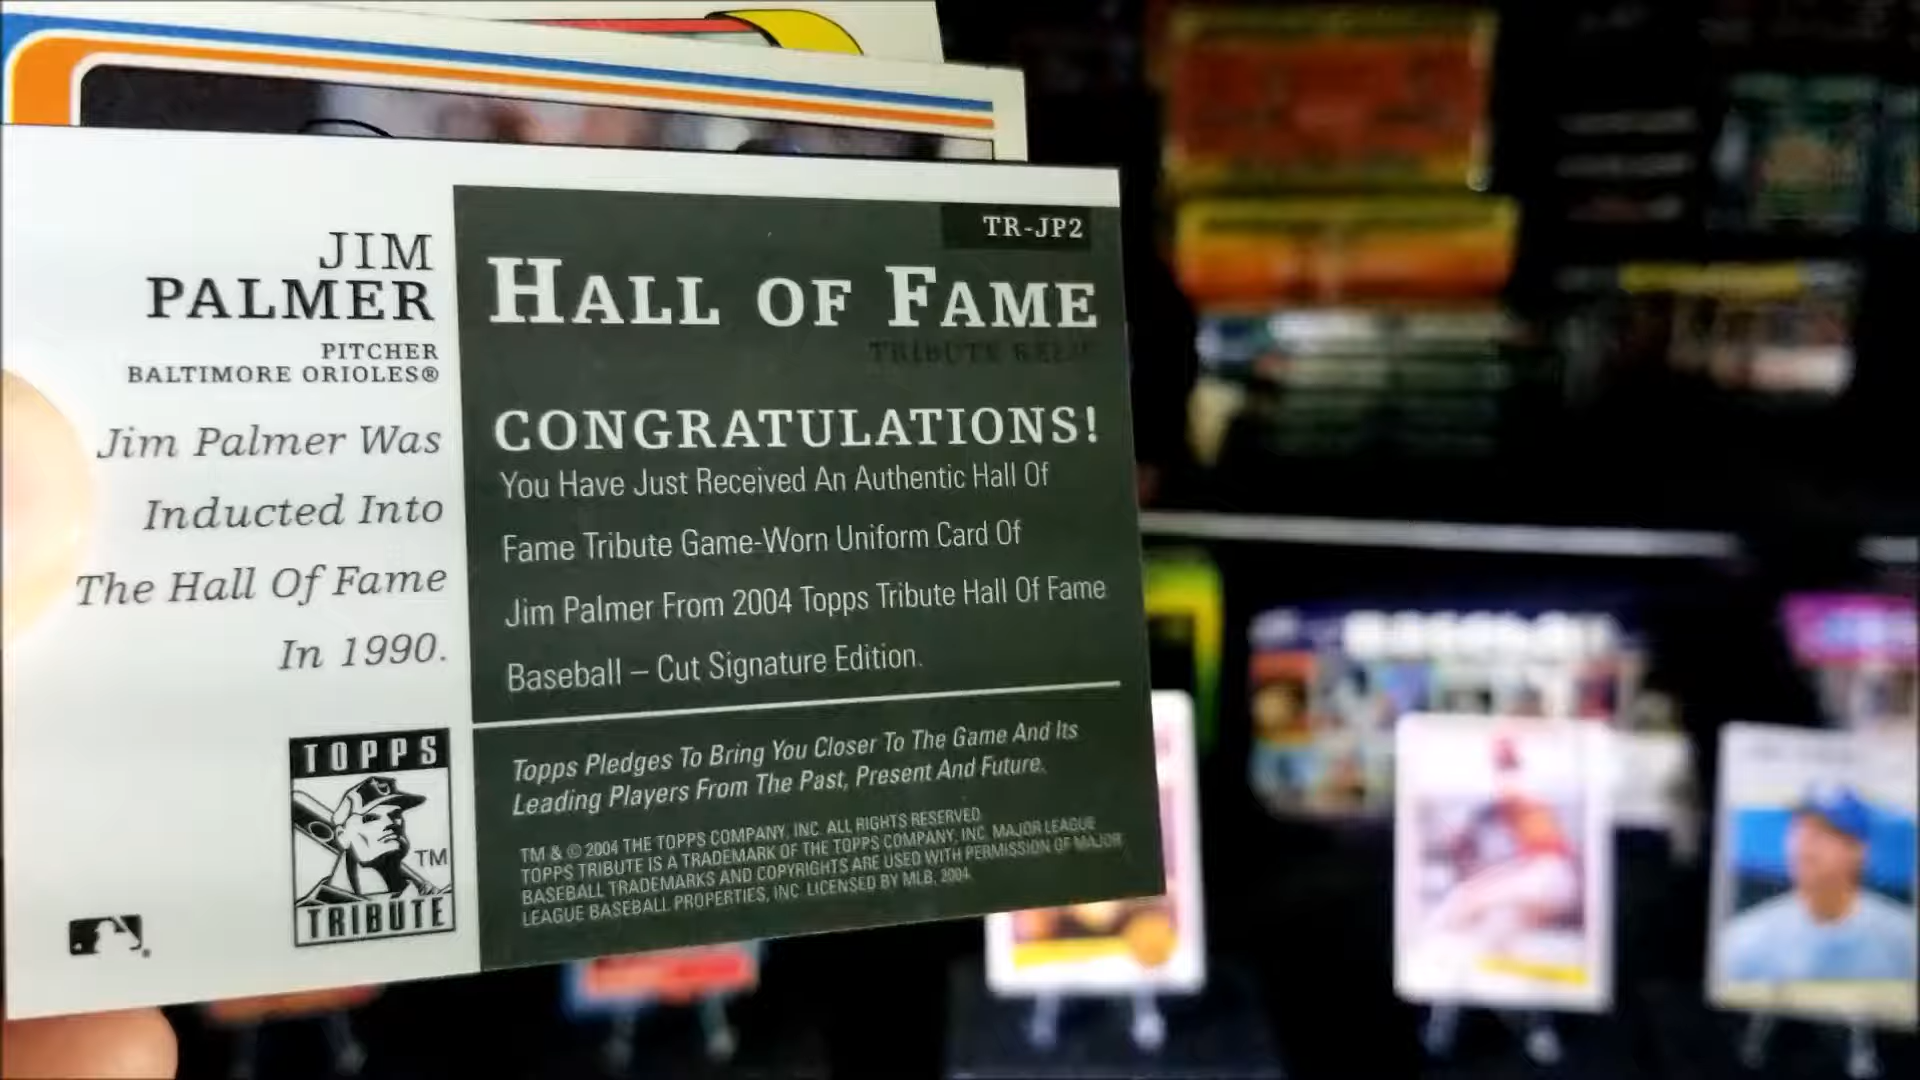 JIM
PALMER
PITCHER
BALTIMORE ORIOLES®
Jim Palmer Was
Inducted Into
The Hall Of Fame
In 1990.
TOPPS
TM
TRIBUTE
TR-JP2
HALL OF FAME
TRIBUTE RELIC
CONGRATULATIONS!
You Have Just Received An Authentic Hall Of
Fame Tribute Game-Worn Uniform Card Of
Jim Palmer From 2004 Topps Tribute Hall Of Fame
Baseball – Cut Signature Edition.
Topps Pledges To Bring You Closer To The Game And Its
Leading Players From The Past, Present And Future.
TM & © 2004 THE TOPPS COMPANY, INC. ALL RIGHTS RESERVED
TOPPS TRIBUTE IS A TRADEMARK OF THE TOPPS COMPANY, INC. MAJOR LEAGUE
BASEBALL TRADEMARKS AND COPYRIGHTS ARE USED WITH PERMISSION OF MAJOR
LEAGUE BASEBALL PROPERTIES, INC. LICENSED BY MLB, 2004.